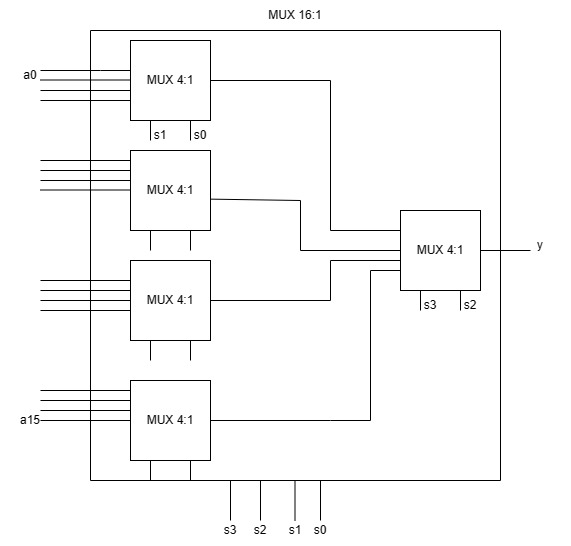 MUX 16:1
a0
MUX 4:1
s1 s0
MUX 4:1
MUX 4:1
y
s3 s2
MUX 4:1
MUX 4:1
a15
s3 s2 s1 s0